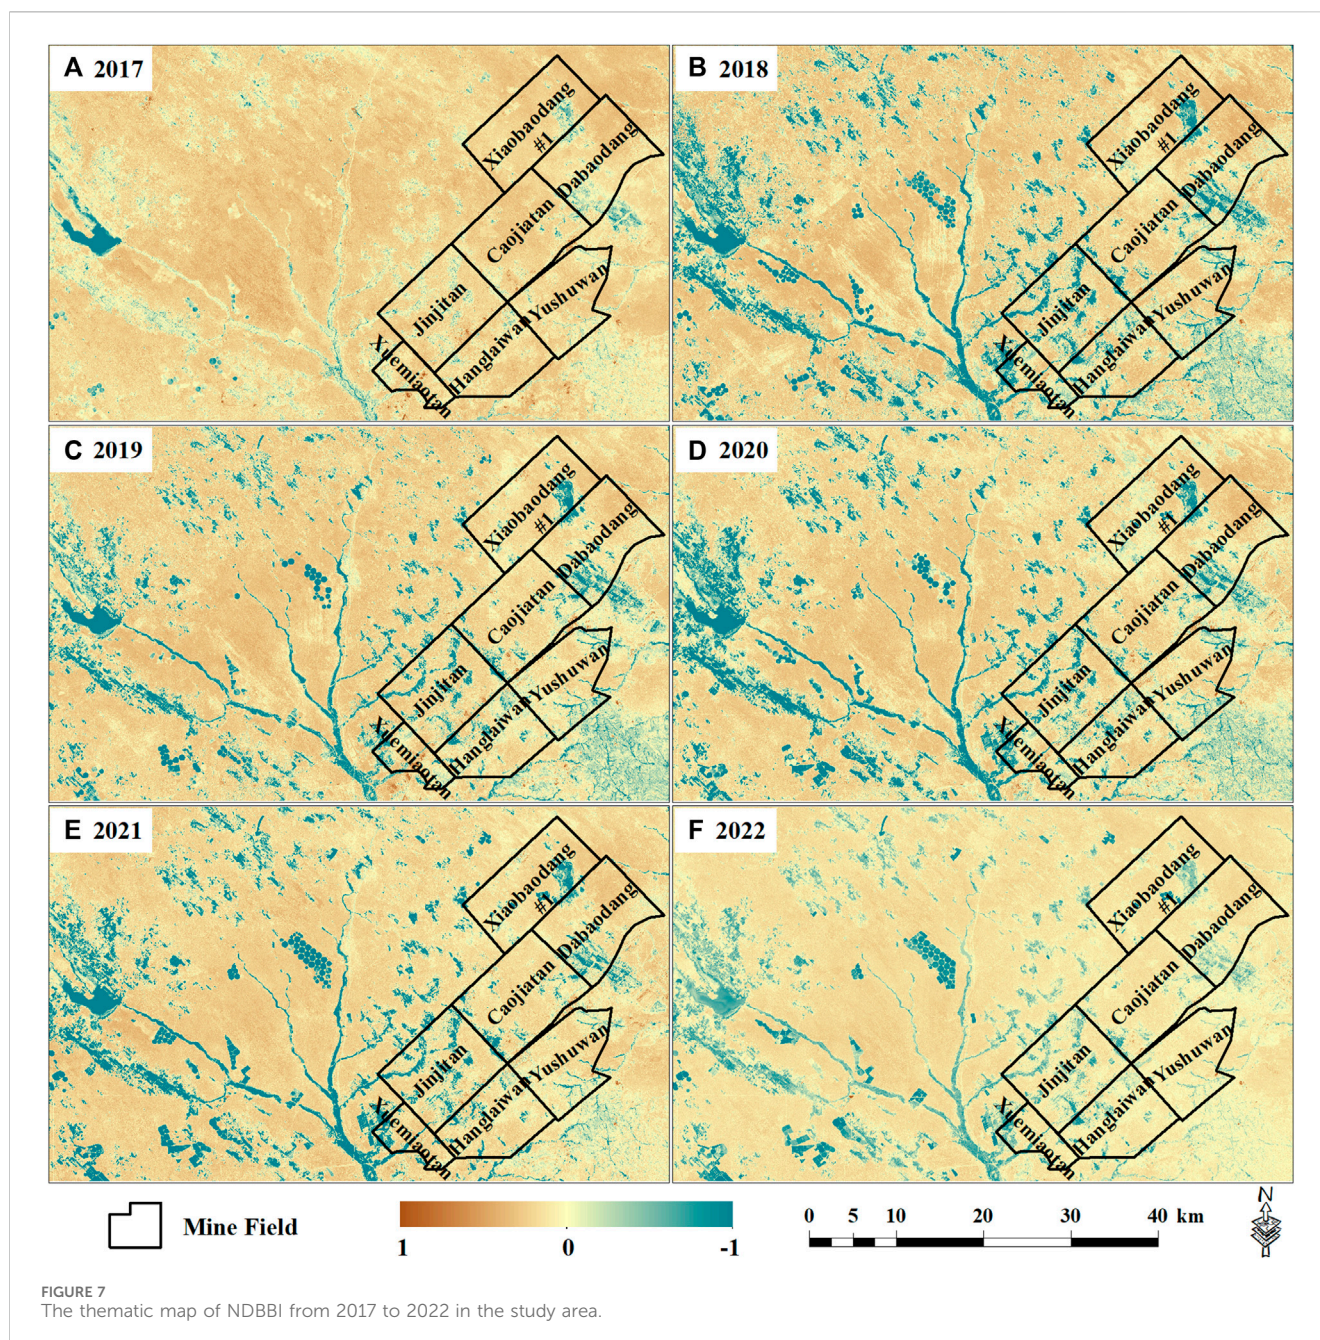 A 2017
Xiaobaodang
#1
Dabaodang
Caojiatan
Jinjitan
Yushuwan
Hanglaiwan
Xuemiaotan
B 2018
Xiaobaodang
#1
Dabaodang
Caojiatan
Jinjitan
Yushuwan
Hanglaiwan
Xuemiaotan
C 2019
Xiaobaodang
#1
Dabaodang
Caojiatan
Jinjitan
Yushuwan
Hanglaiwan
Xuemiaotan
D 2020
Xiaobaodang
#1
Dabaodang
Caojiatan
Jinjitan
Yushuwan
Hanglaiwan
Xuemiaotan
E 2021
Xiaobaodang
#1
Dabaodang
Caojiatan
Jinjitan
Yushuwan
Hanglaiwan
Xuemiaotan
F 2022
Xiaobaodang
#1
Dabaodang
Caojiatan
Jinjitan
Yushuwan
Hanglaiwan
Xuemiaotan
Mine Field
1 0 -1
0 5 10 20 30 40 km
N
FIGURE 7
The thematic map of NDBBI from 2017 to 2022 in the study area.